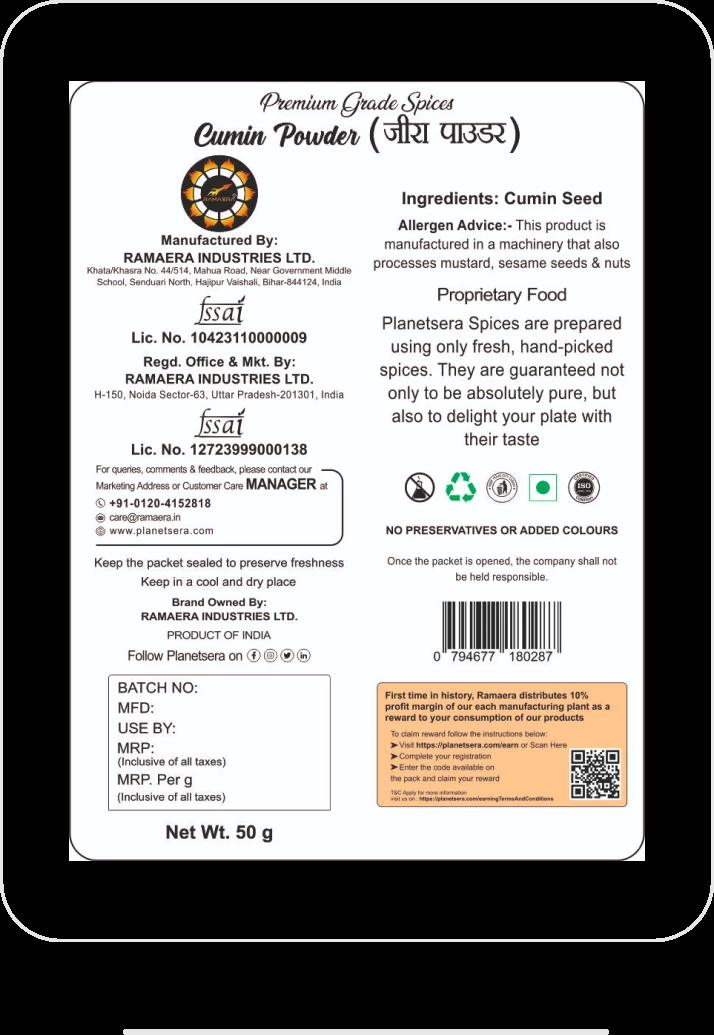 Premium Grade Spices
Cumin Powder (जीरा पाउडर)
RAMAERA
Manufactured By:
RAMAERA INDUSTRIES LTD.
Khata/Khasra No. 44/514, Mahua Road, Near Government Middle
School, Senduari North, Hajipur Vaishali, Bihar-844124, India
fssai
Lic. No. 10423110000009
Regd. Office & Mkt. By:
RAMAERA INDUSTRIES LTD.
H-150, Noida Sector-63, Uttar Pradesh-201301, India
fssai
Lic. No. 12723999000138
For queries, comments & feedback, please contact our
Marketing Address or Customer Care MANAGER at
+91-0120-4152818
care@ramaera.in
www.planetsera.com
Keep the packet sealed to preserve freshness
Keep in a cool and dry place
Brand Owned By:
RAMAERA INDUSTRIES LTD.
PRODUCT OF INDIA
Follow Planetsera on
BATCH NO:
MFD:
USE BY:
MRP:
(Inclusive of all taxes)
MRP. Per g
(Inclusive of all taxes)
Net Wt. 50 g
Ingredients: Cumin Seed
Allergen Advice:- This product is
manufactured in a machinery that also
processes mustard, sesame seeds & nuts
Proprietary Food
Planetsera Spices are prepared
using only fresh, hand-picked
spices. They are guaranteed not
only to be absolutely pure, but
also to delight your plate with
their taste
ISO
NO PRESERVATIVES OR ADDED COLOURS
Once the packet is opened, the company shall not
be held responsible.
0 794677 180287
First time in history, Ramaera distributes 10%
profit margin of our each manufacturing plant as a
reward to your consumption of our products
To claim reward follow the instructions below:
➤ Visit https://planetsera.com/earn or Scan Here
➤ Complete your registration
➤ Enter the code available on
the pack and claim your reward
T&C Apply for more information
visit us on : https://planetsera.com/earningTermsAndConditions